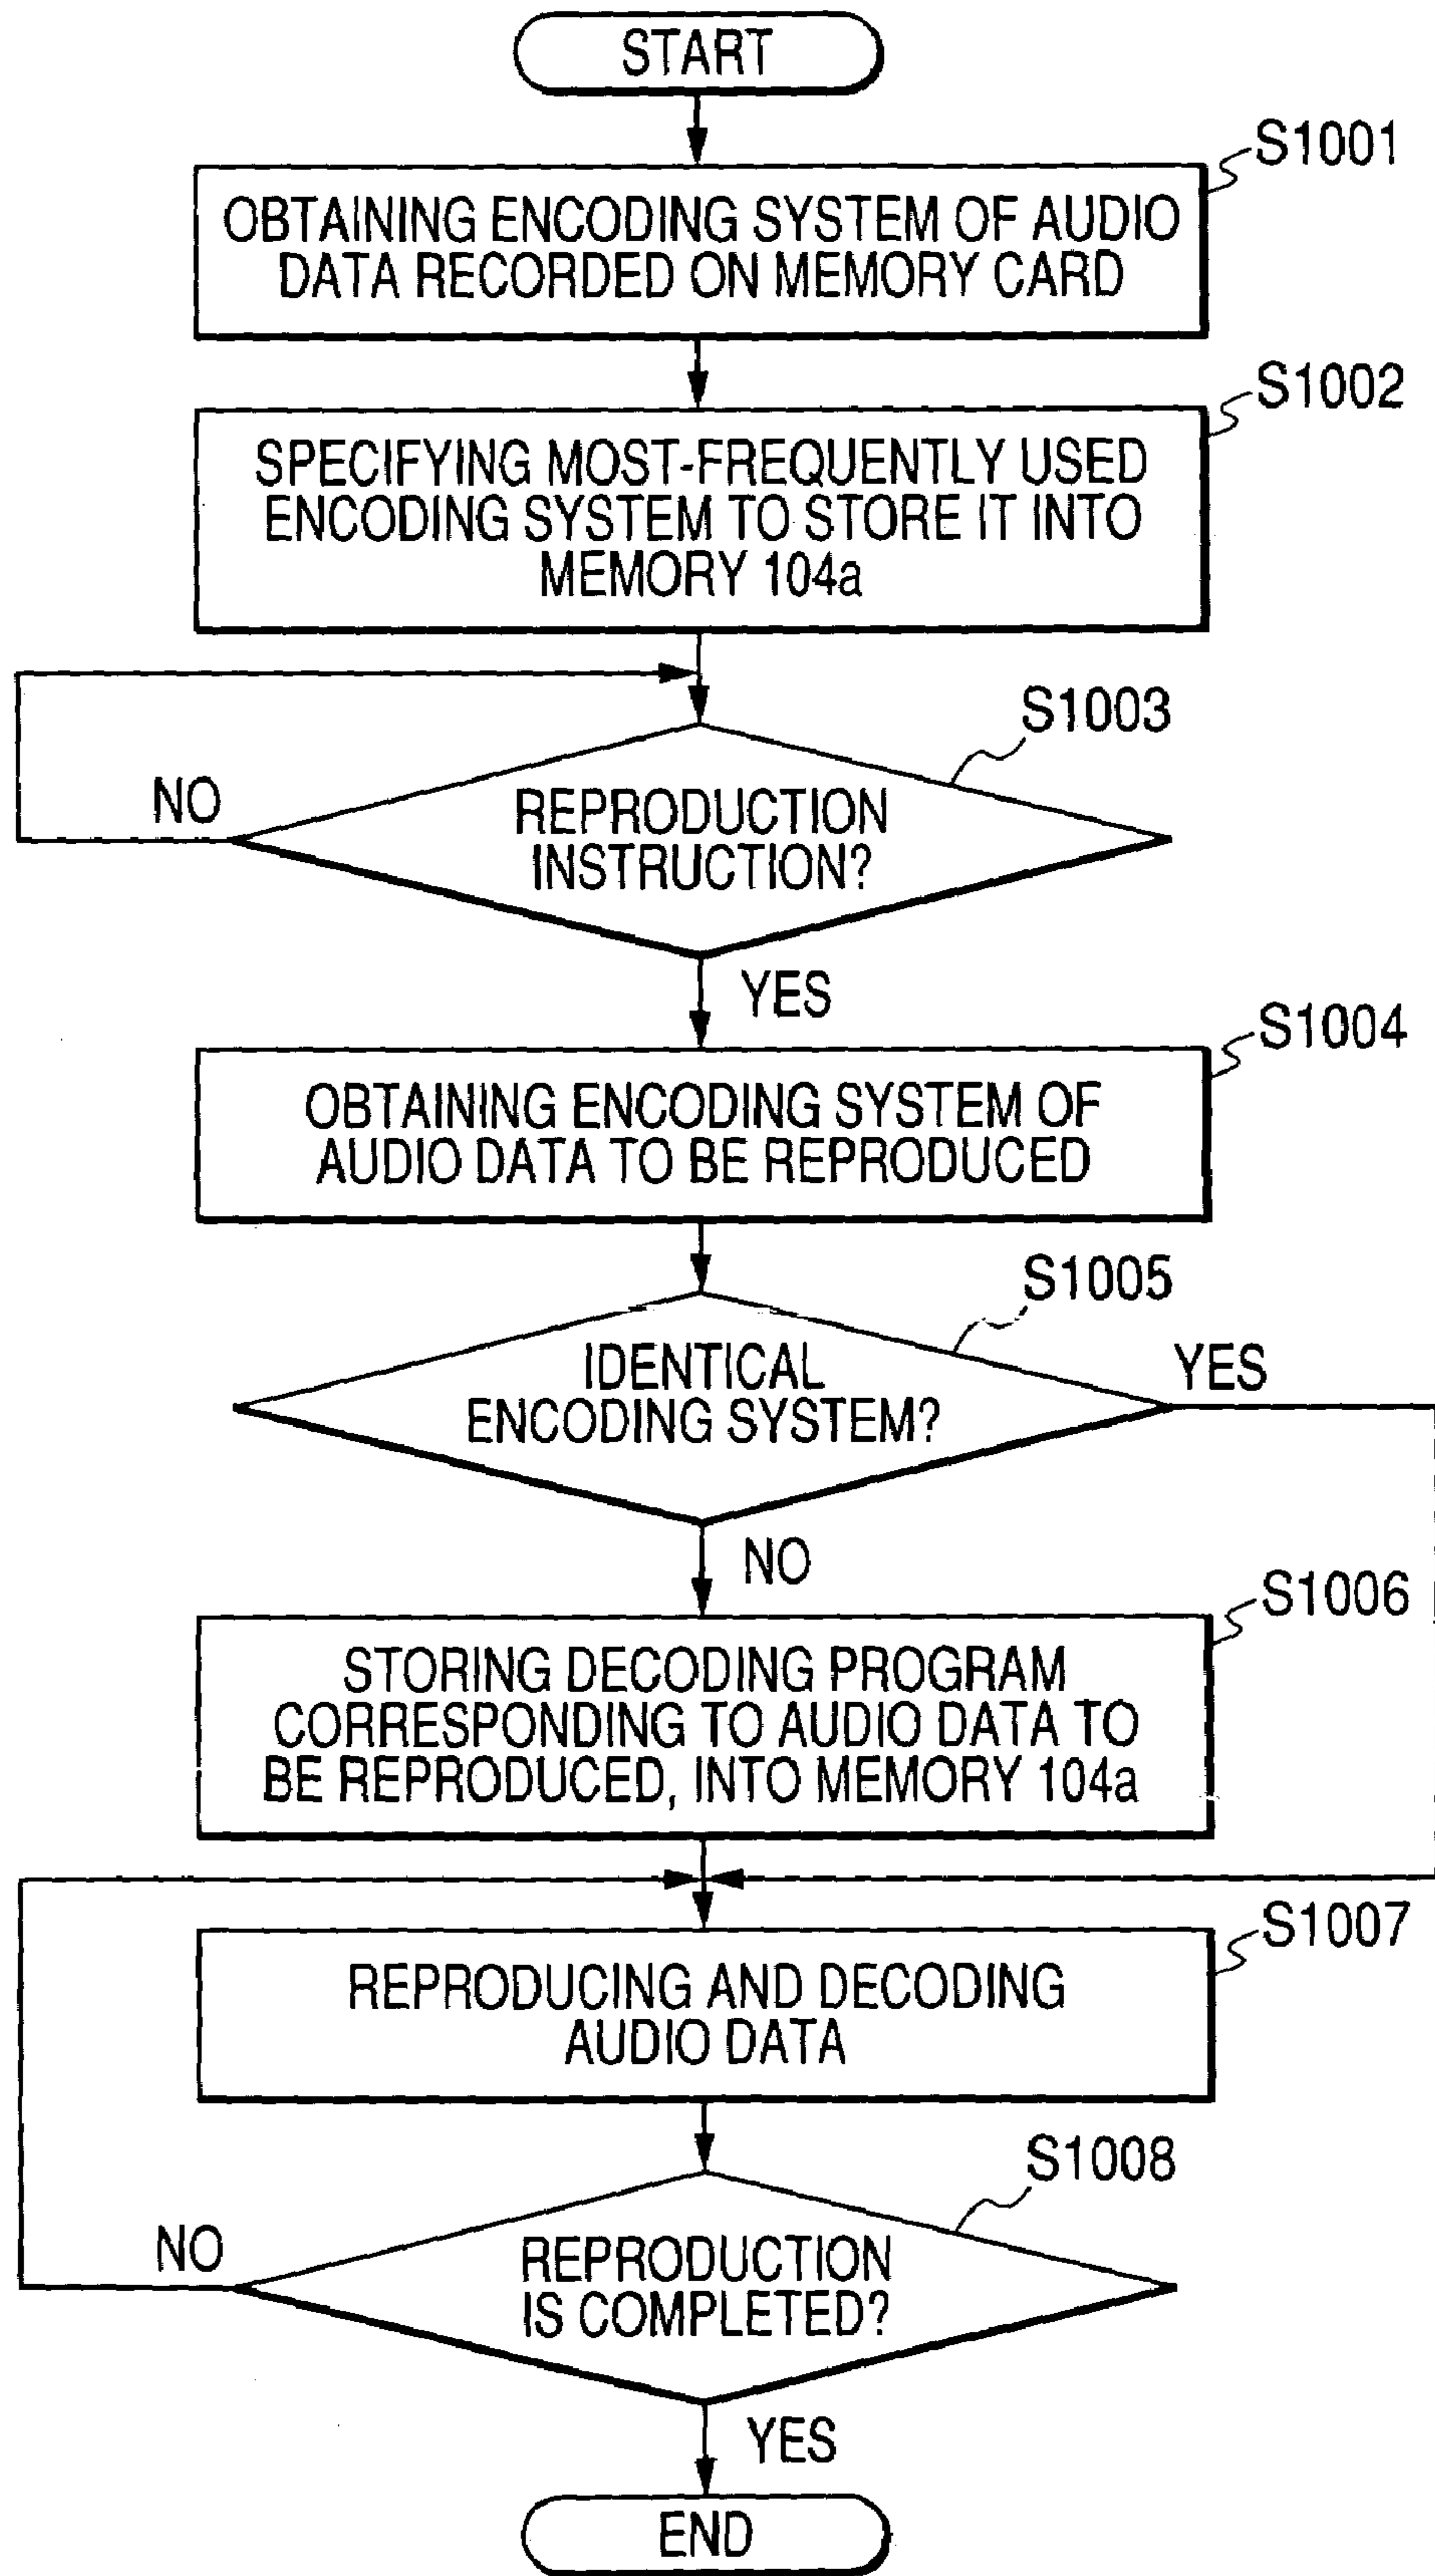 START
S1001
OBTAINING ENCODING SYSTEM OF AUDIO
DATA RECORDED ON MEMORY CARD
S1002
SPECIFYING MOST-FREQUENTLY USED
ENCODING SYSTEM TO STORE IT INTO
MEMORY 104a
S1003
NO
REPRODUCTION
INSTRUCTION?
YES
S1004
OBTAINING ENCODING SYSTEM OF
AUDIO DATA TO BE REPRODUCED
S1005
IDENTICAL
ENCODING SYSTEM?
YES
NO
S1006
STORING DECODING PROGRAM
CORRESPONDING TO AUDIO DATA TO
BE REPRODUCED, INTO MEMORY 104a
S1007
REPRODUCING AND DECODING
AUDIO DATA
S1008
NO
REPRODUCTION
IS COMPLETED?
YES
END